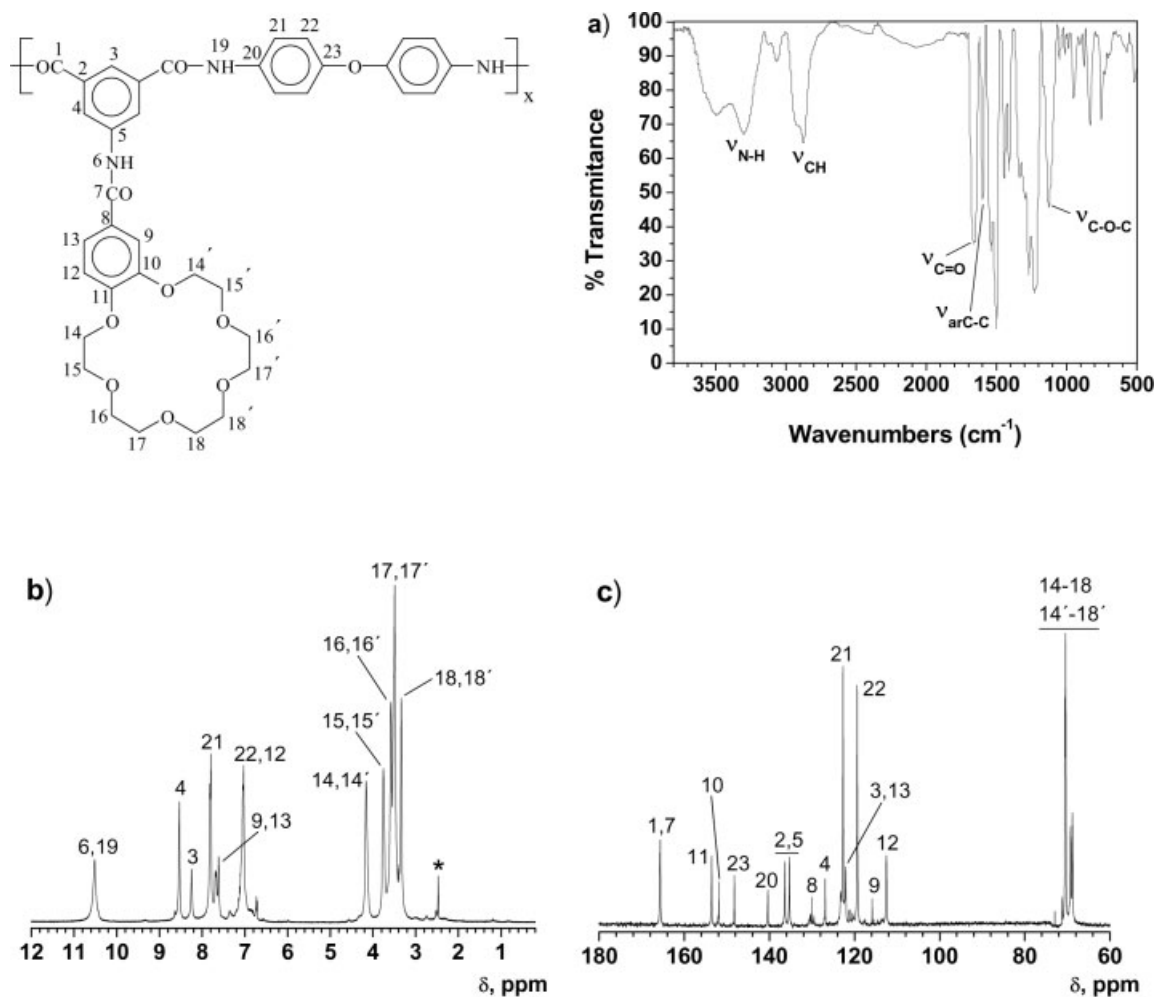 1 3 19 21 22
OC 2 CO NH 20 23 O NH
4 x
5
6 NH
7 CO
8
13 9
12 10 14´
11 O 15´
14 O O 16´
15 17´
O O 18´
16 O
17 18
a)
100
90
80
70
60
50
40
30
20
10
0
% Transmitance
νN-H
νCH
νC=O
νarC-C
νC-O-C
3500 3000 2500 2000 1500 1000 500
Wavenumbers (cm-1)
b)
17,17´
16,16´
18,18´
15,15´
21
22,12
14,14´
4
9,13
6,19
3
*
12 10 8 6 4 2 0
δ, ppm
c)
14-18
14´-18´
21
22
10
3,13
1,7
11
23
2,5
20
8
4
9
12
180 160 140 120 100 80 60
δ, ppm